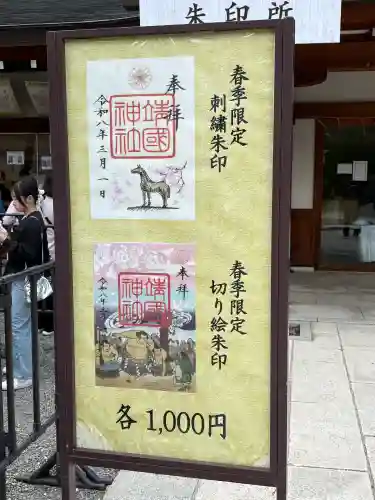 朱印所
春季限定
刺繍朱印
奉拝
靖國
神社
令和八年三月一日
春季限定
切り絵朱印
奉拝
靖國
神社
各1,000円